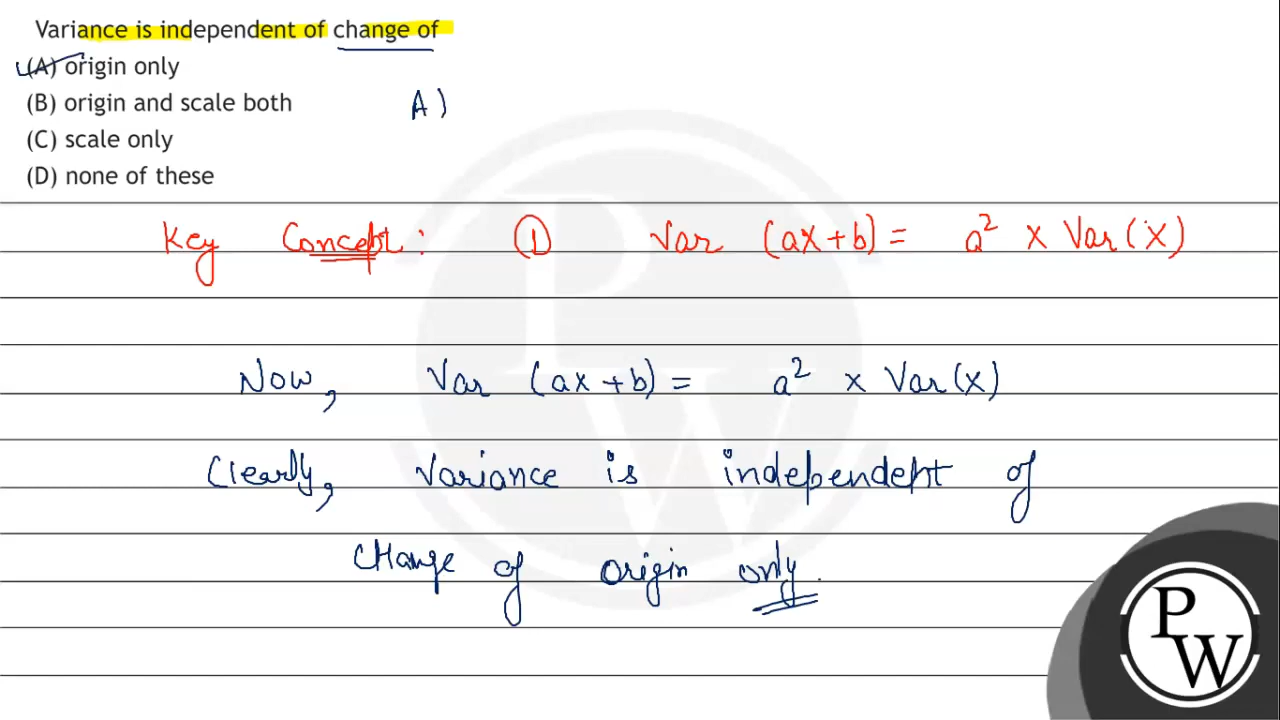 Variance is independent of change of
(A) origin only
(B) origin and scale both
A)
(C) scale only
(D) none of these
Key Concept: ① Var (ax+b) = a² x Var(X)
Now, Var (ax+b) = a² x Var(x)
Clearly, Variance is independent of
change of origin only.
PW
PW